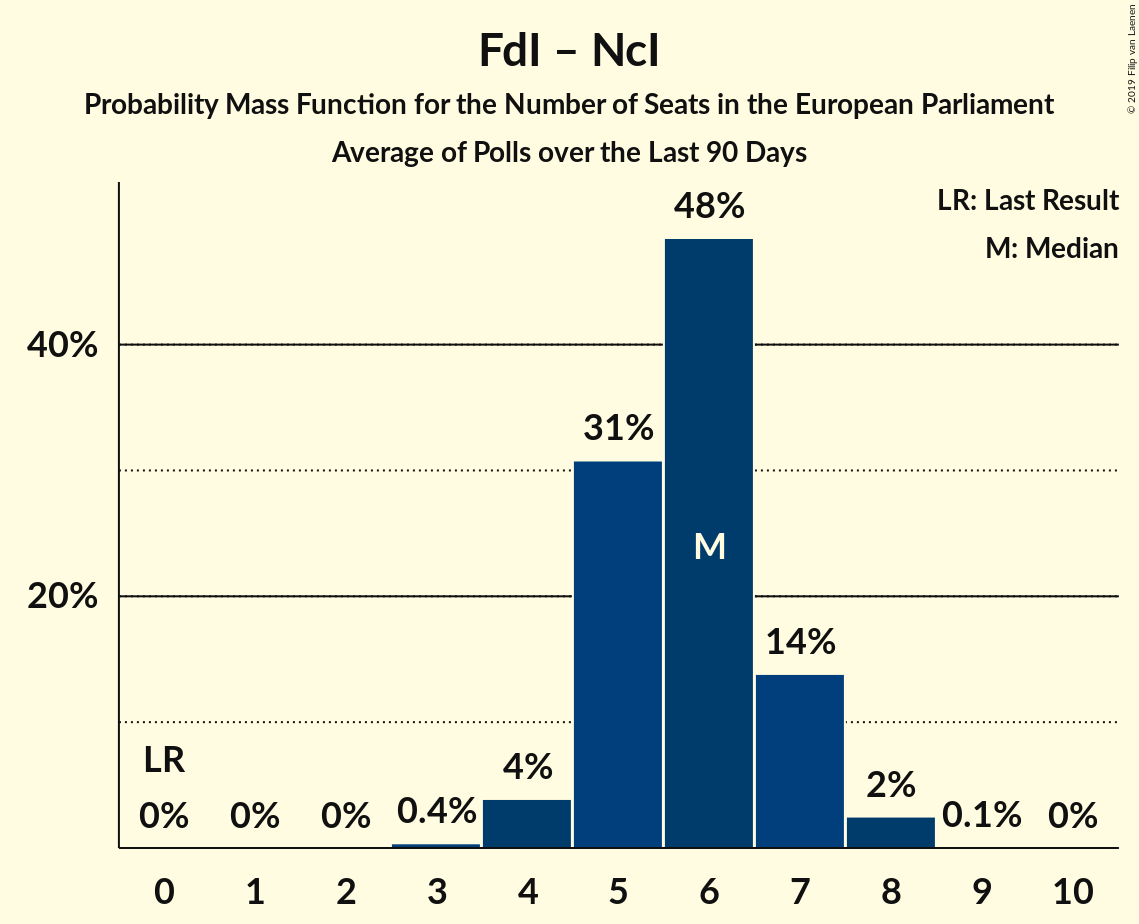 FdI – NcI
Probability Mass Function for the Number of Seats in the European Parliament
Average of Polls over the Last 90 Days
© 2019 Filip van Laenen
LR: Last Result
M: Median
48%
40%
31%
M
20%
14%
LR
4%
2%
0% 0% 0% 0.4% 0.1% 0%
0 1 2 3 4 5 6 7 8 9 10